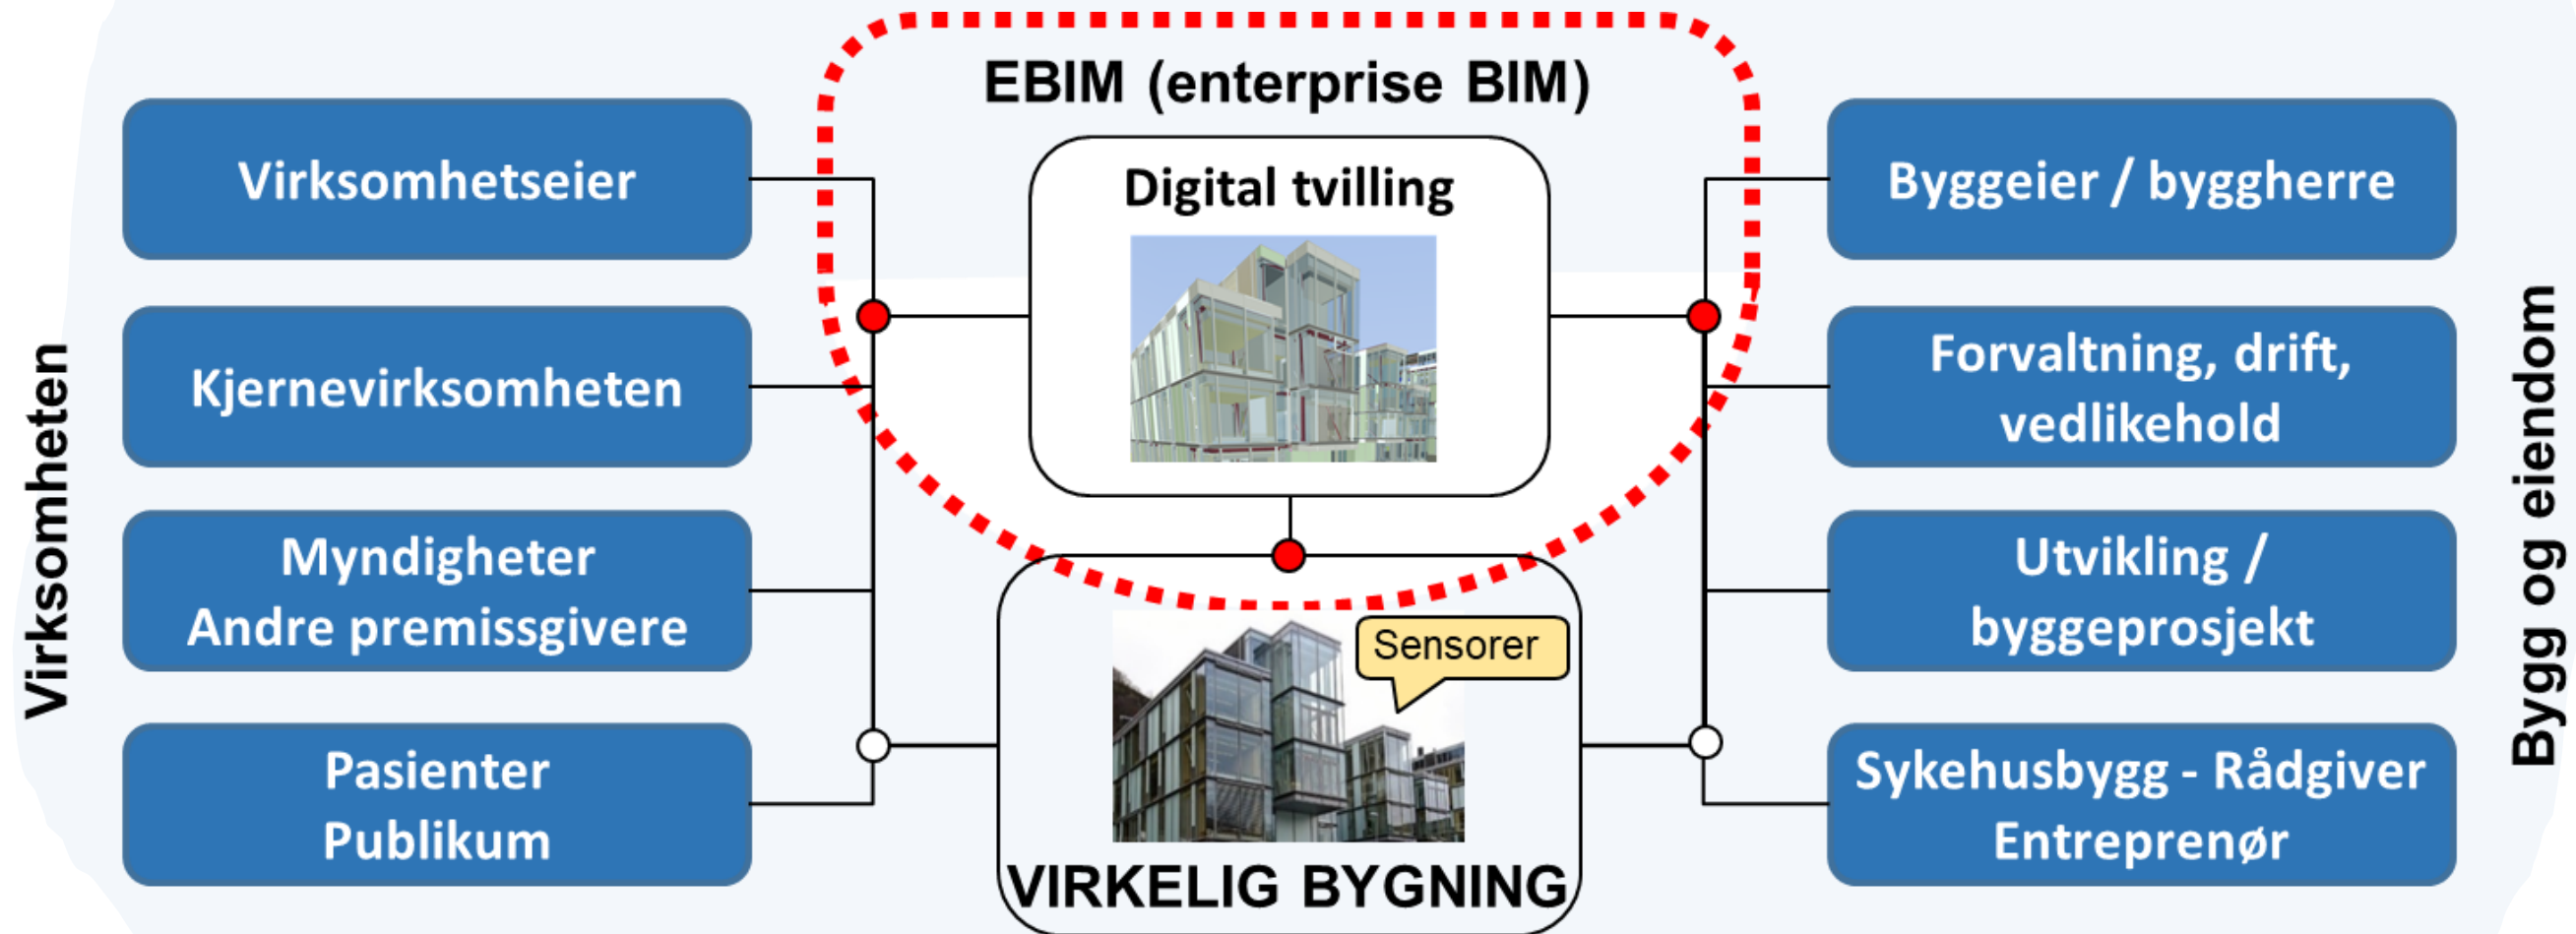 EBIM (enterprise BIM)
Virksomheten
Virksomhetseier
Kjernevirksomheten
Myndigheter
Andre premissgivere
Pasienter
Publikum
Digital tvilling
Sensorer
VIRKELIG BYGNING
Byggeier / byggherre
Forvaltning, drift,
vedlikehold
Utvikling /
byggeprosjekt
Sykehusbygg - Rådgiver
Entreprenør
Bygg og eiendom